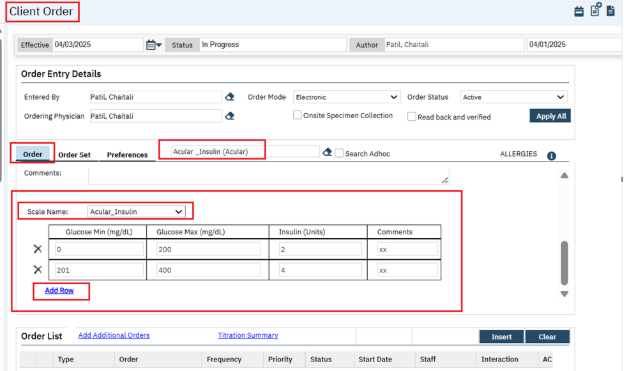 Client Order
Effective 04/03/2025 Status In Progress Author Patil, Chaitali 04/01/2025
Order Entry Details
Entered By Patil, Chaitali Order Mode Electronic Order Status Active
Ordering Physician Patil, Chaitali Onsite Specimen Collection Read back and verified Apply All
Order Order Set Preferences Acular _Insulin (Acular) Search Adhoc ALLERGIES
Comments:
Scale Name: Acular_Insulin
Glucose Min (mg/dL) Glucose Max (mg/dL) Insulin (Units) Comments
0 200 2 xx
201 400 4 xx
Add Row
Order List Add Additional Orders Titration Summary Insert Clear
Type Order Frequency Priority Status Start Date Staff Interaction AC